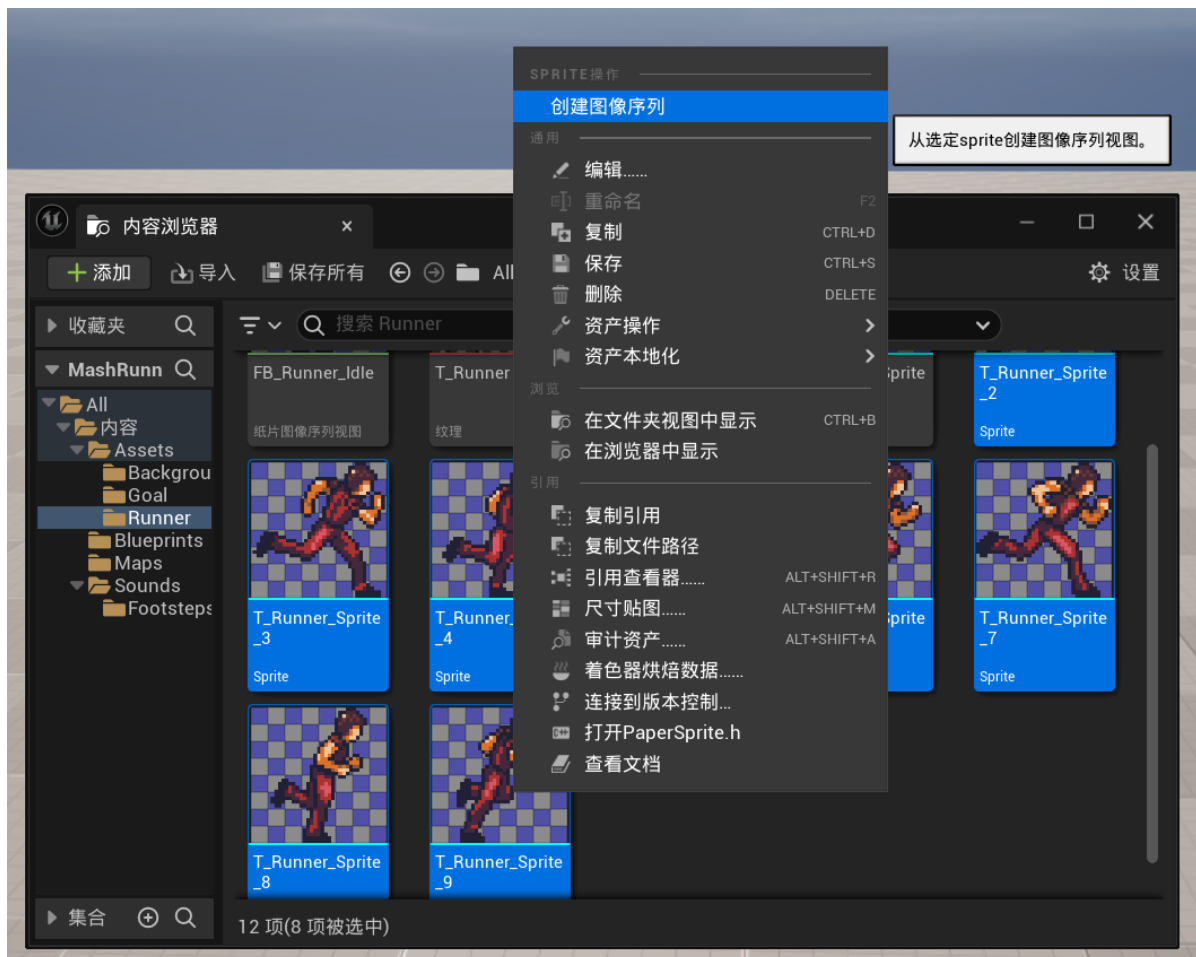 SPRITE操作
创建图像序列
从选定sprite创建图像序列视图。
通用
编辑......
重命名 F2
复制 CTRL+D
保存 CTRL+S
删除 DELETE
资产操作
资产本地化
浏览
在文件夹视图中显示 CTRL+B
在浏览器中显示
引用
复制引用
复制文件路径
引用查看器...... ALT+SHIFT+R
尺寸贴图...... ALT+SHIFT+M
审计资产...... ALT+SHIFT+A
着色器烘焙数据......
连接到版本控制...
打开PaperSprite.h
查看文档
内容浏览器
添加 导入 保存所有 All 设置
收藏夹
搜索 Runner
MashRunn
All
内容
Assets
Backgrou
Goal
Runner
Blueprints
Maps
Sounds
Footsteps
集合
FB_Runner_Idle
纸片图像序列视图
T_Runner
纹理
Sprite
T_Runner_Sprite
_2
Sprite
T_Runner_Sprite
_3
Sprite
T_Runner_
_4
Sprite
Sprite
T_Runner_Sprite
_7
Sprite
T_Runner_Sprite
_8
T_Runner_Sprite
_9
12 项(8 项被选中)